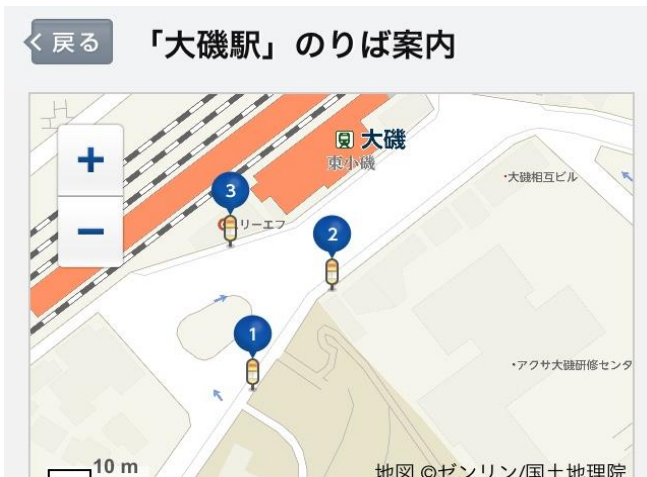 戻る
「大磯駅」のりば案内
+
大磯
東小磯
3
・大磯相互ビル
リーエフ
−
2
1
・アクサ大磯研修センタ
10 m
地図 ©ゼンリン/国土地理院